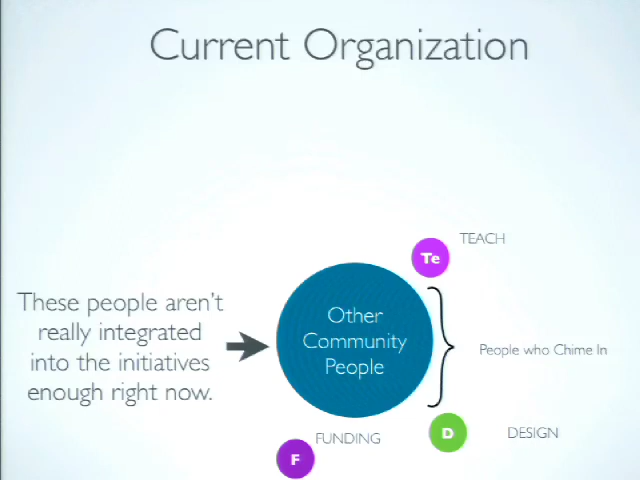 Current Organization
TEACH
Te
These people aren't
really integrated
into the initiatives
enough right now.
Other
Community
People
People who Chime In
FUNDING
F
D
DESIGN